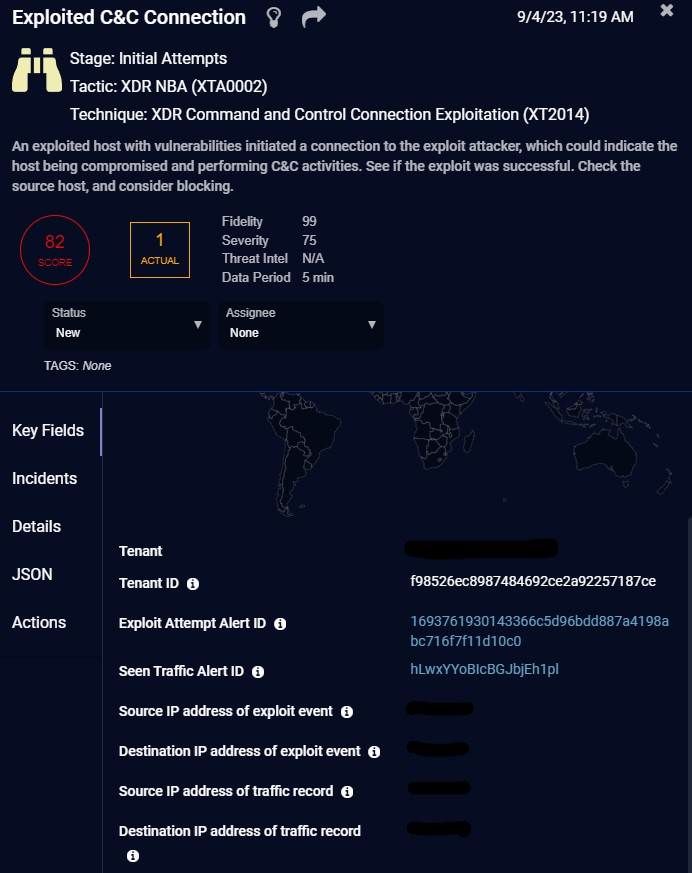 Exploited C&C Connection
9/4/23, 11:19 AM
Stage: Initial Attempts
Tactic: XDR NBA (XTA0002)
Technique: XDR Command and Control Connection Exploitation (XT2014)
An exploited host with vulnerabilities initiated a connection to the exploit attacker, which could indicate the
host being compromised and performing C&C activities. See if the exploit was successful. Check the
source host, and consider blocking.
82
SCORE
1
ACTUAL
Fidelity 99
Severity 75
Threat Intel N/A
Data Period 5 min
Status
New
Assignee
None
TAGS: None
Key Fields
Incidents
Details
JSON
Actions
Tenant
Tenant ID f98526ec8987484692ce2a92257187ce
Exploit Attempt Alert ID 1693761930143366c5d96bdd887a4198a
bc716f7f11d10c0
Seen Traffic Alert ID hLwxYYoBIcBGJbjEh1pl
Source IP address of exploit event
Destination IP address of exploit event
Source IP address of traffic record
Destination IP address of traffic record